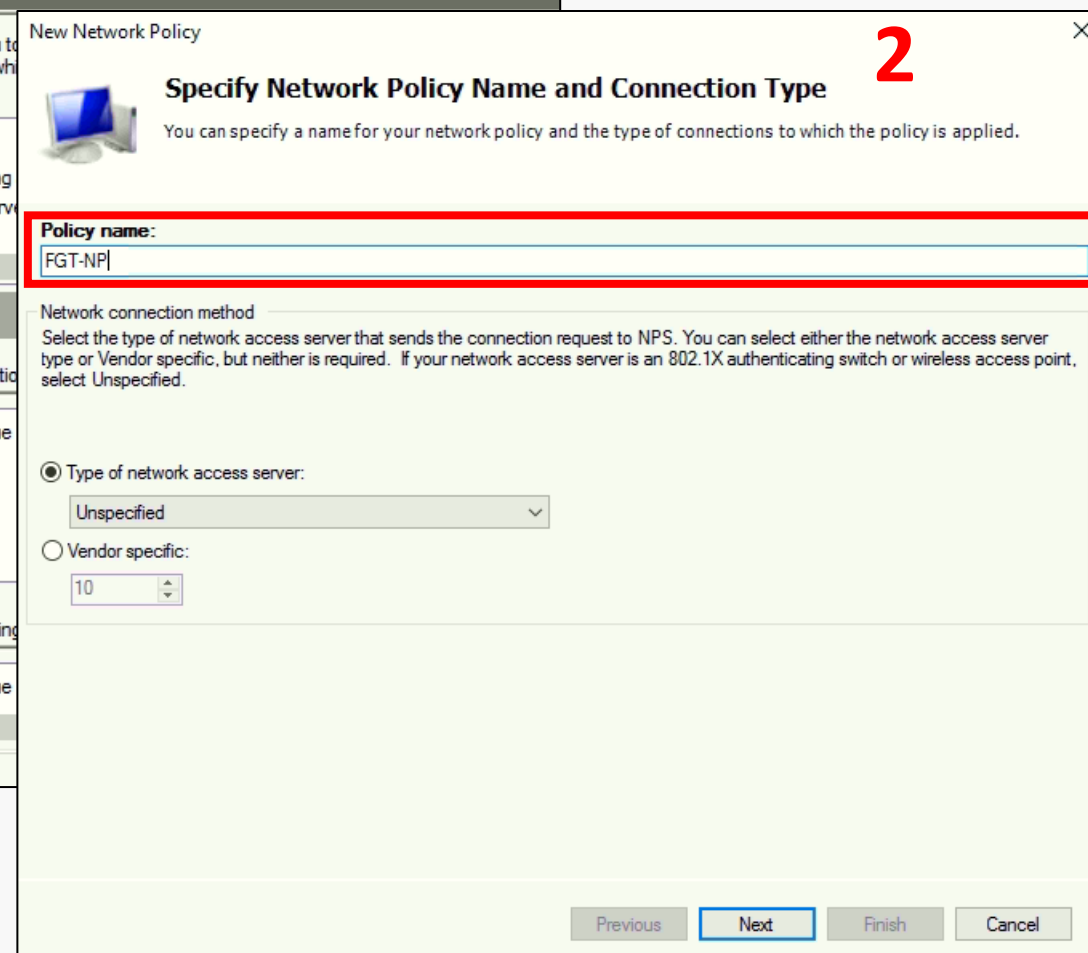 New Network Policy
2
Specify Network Policy Name and Connection Type
You can specify a name for your network policy and the type of connections to which the policy is applied.
Policy name:
FGT-NP
Network connection method
Select the type of network access server that sends the connection request to NPS. You can select either the network access server
type or Vendor specific, but neither is required. If your network access server is an 802.1X authenticating switch or wireless access point,
select Unspecified.
Type of network access server:
Unspecified
Vendor specific:
10
Previous
Next
Finish
Cancel